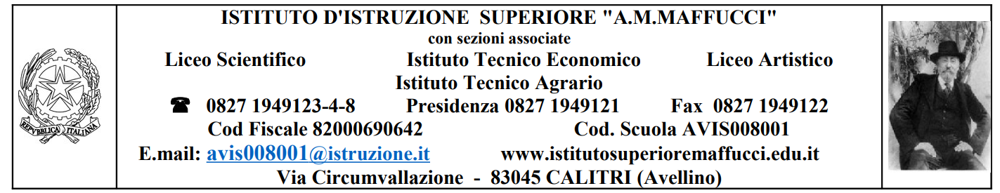 ISTITUTO D'ISTRUZIONE SUPERIORE "A.M.MAFFUCCI"
con sezioni associate
Liceo Scientifico Istituto Tecnico Economico Liceo Artistico
Istituto Tecnico Agrario
☎ 0827 1949123-4-8 Presidenza 0827 1949121 Fax 0827 1949122
Cod Fiscale 82000690642 Cod. Scuola AVIS008001
E.mail: avis008001@istruzione.it www.istitutosuperioremaffucci.edu.it
Via Circumvallazione - 83045 CALITRI (Avellino)
REPVBBLICA ITALIANA